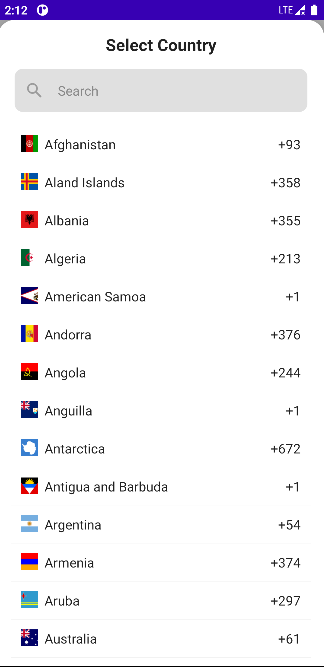 2:12
LTE
Select Country
Search
Afghanistan +93
Aland Islands +358
Albania +355
Algeria +213
American Samoa +1
Andorra +376
Angola +244
Anguilla +1
Antarctica +672
Antigua and Barbuda +1
Argentina +54
Armenia +374
Aruba +297
Australia +61